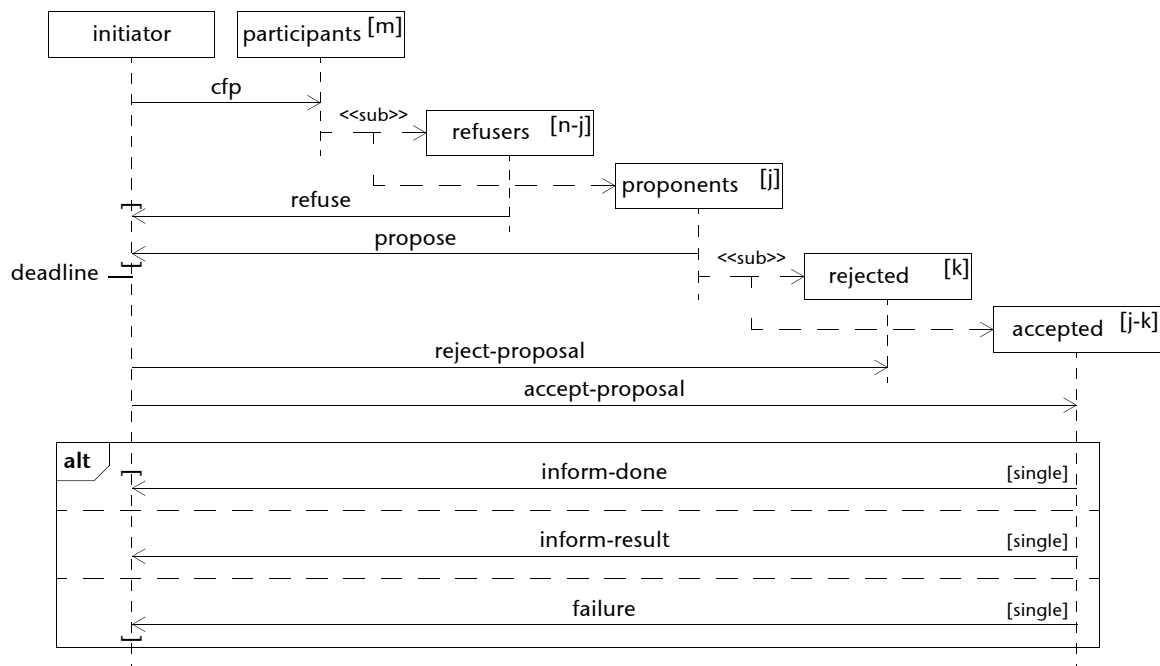 initiator
participants [m]
cfp
<<sub>>
refusers [n-j]
proponents [j]
refuse
propose
<<sub>>
deadline
rejected [k]
accepted [j-k]
reject-proposal
accept-proposal
alt
inform-done [single]
inform-result [single]
failure [single]